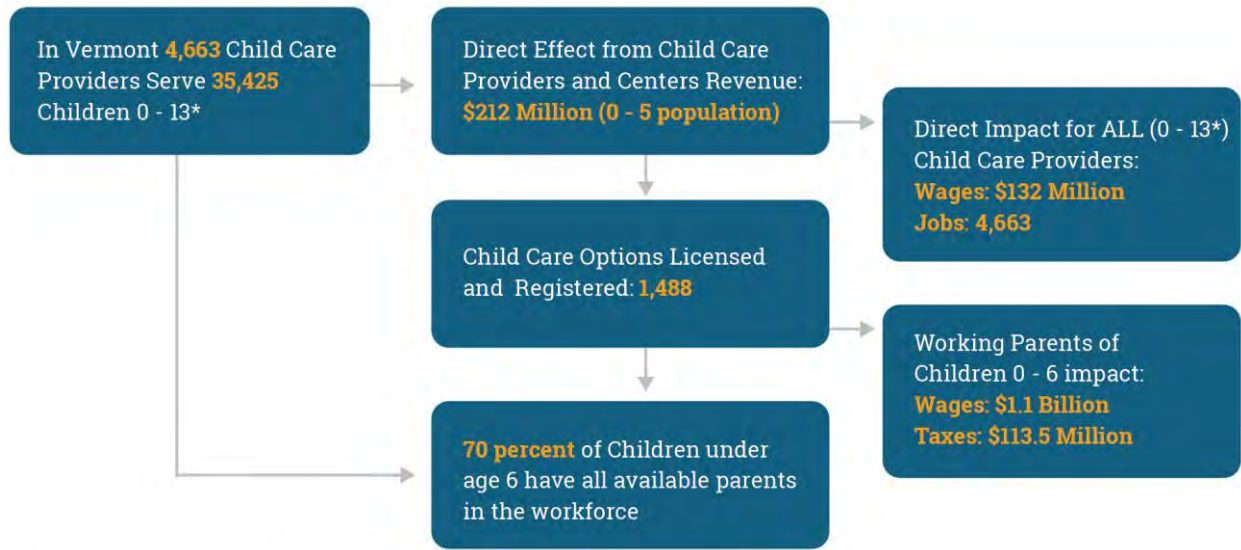 In Vermont 4,663 Child Care
Providers Serve 35,425
Children 0 - 13*
Direct Effect from Child Care
Providers and Centers Revenue:
$212 Million (0 - 5 population)
Direct Impact for ALL (0 - 13*)
Child Care Providers:
Wages: $132 Million
Jobs: 4,663
Child Care Options Licensed
and Registered: 1,488
Working Parents of
Children 0 - 6 impact:
Wages: $1.1 Billion
Taxes: $113.5 Million
70 percent of Children under
age 6 have all available parents
in the workforce